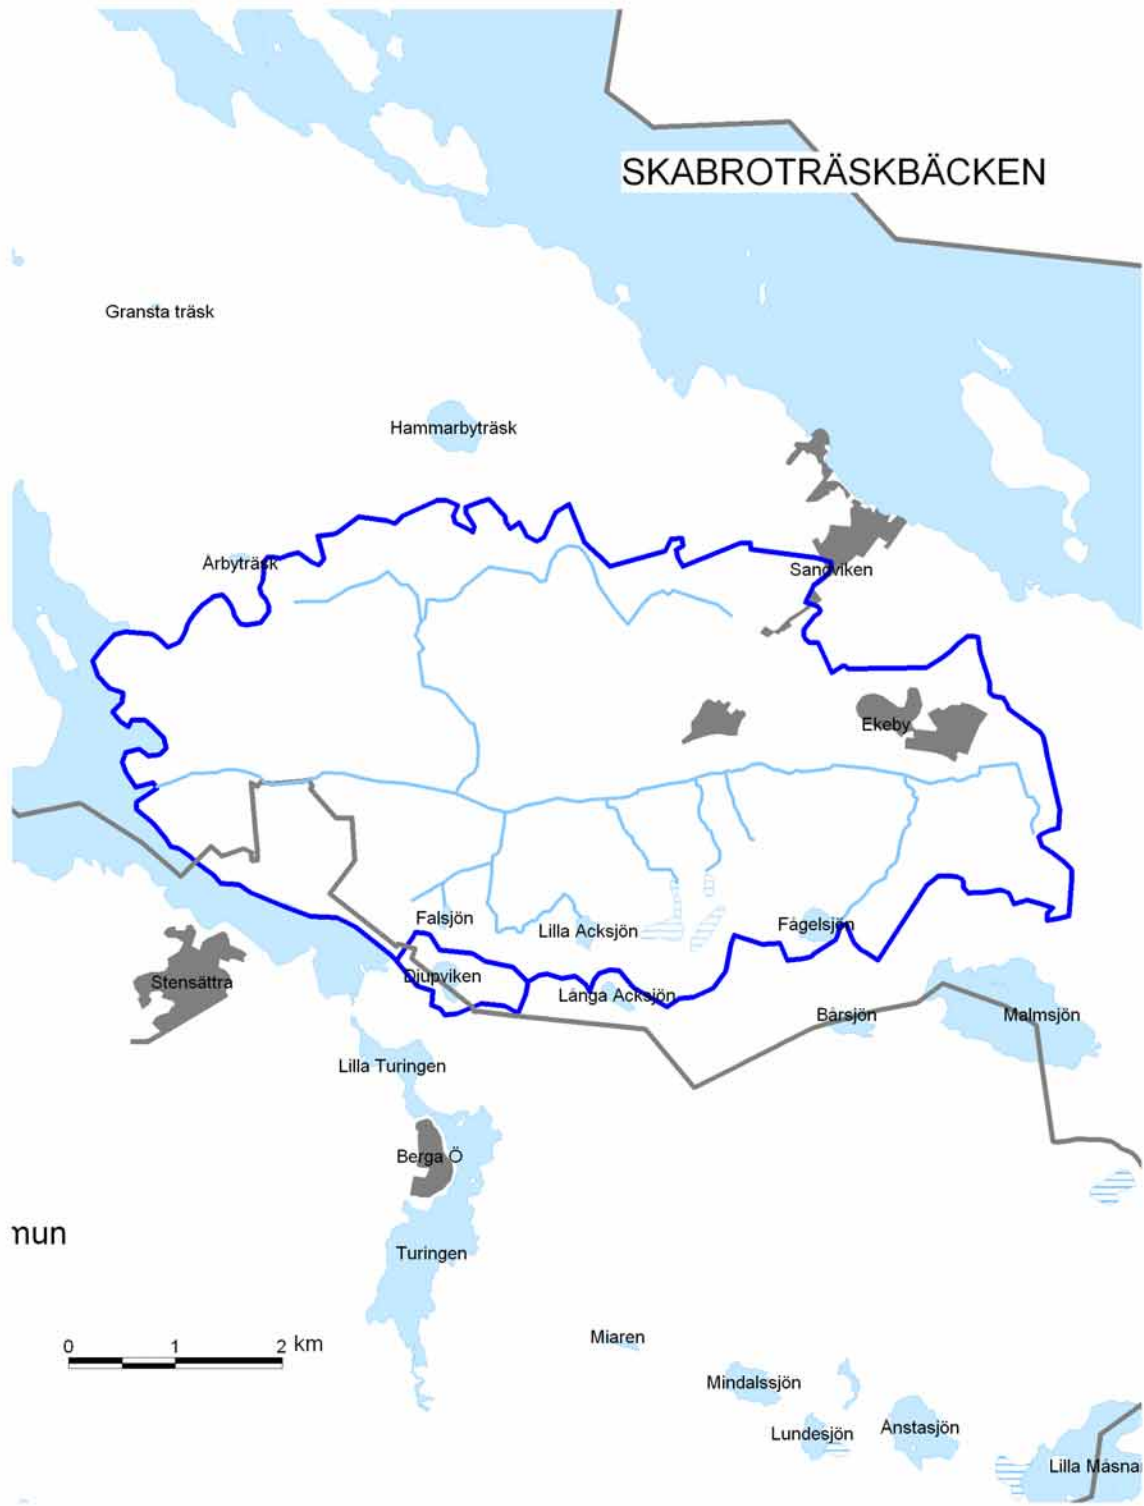 SKABROTRÄSKBÄCKEN
Gransta träsk
Hammarbyträsk
Årbyträsk
Sandviken
Ekeby
Falsjön
Lilla Acksjön
Fågelsjön
Djupviken
Stensättra
Långa Acksjön
Bårsjön
Malmsjön
Lilla Turingen
Berga Ö
mun
Turingen
0 1 2 km
Miaren
Mindalssjön
Lundesjön
Anstasjön
Lilla Måsna